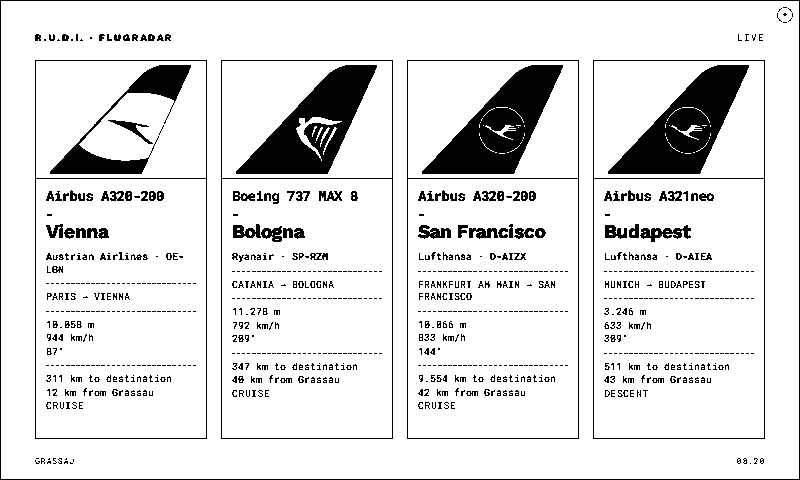 R.U.D.I. · FLUGRADAR
LIVE
Airbus A320-200
-
Vienna
Austrian Airlines · OE-
LBN
PARIS → VIENNA
10.058 m
944 km/h
87°
311 km to destination
12 km from Grassau
CRUISE
Boeing 737 MAX 8
-
Bologna
Ryanair · SP-RZM
CATANIA → BOLOGNA
11.278 m
792 km/h
289°
347 km to destination
40 km from Grassau
CRUISE
Airbus A320-200
-
San Francisco
Lufthansa · D-AIZX
FRANKFURT AM MAIN → SAN
FRANCISCO
10.066 m
833 km/h
144°
9.554 km to destination
42 km from Grassau
CRUISE
Airbus A321neo
-
Budapest
Lufthansa · D-AIEA
MUNICH → BUDAPEST
3.246 m
633 km/h
309°
511 km to destination
43 km from Grassau
DESCENT
GRASSAU
08.20